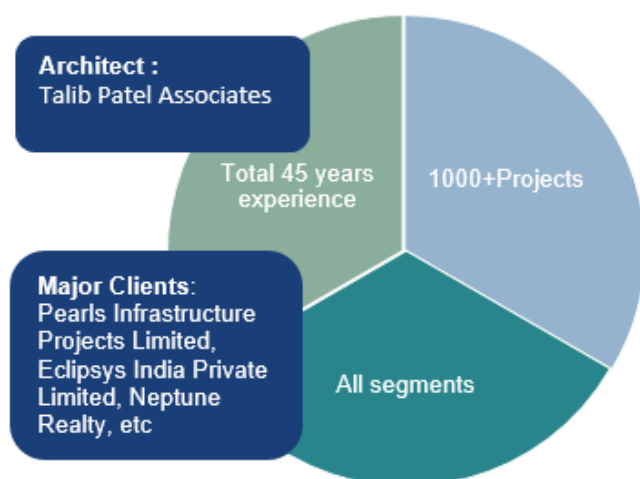 Architect :
Talib Patel Associates
Total 45 years
experience
1000+Projects
Major Clients:
Pearls Infrastructure
Projects Limited,
Eclipsys India Private
Limited, Neptune
Realty, etc
All segments